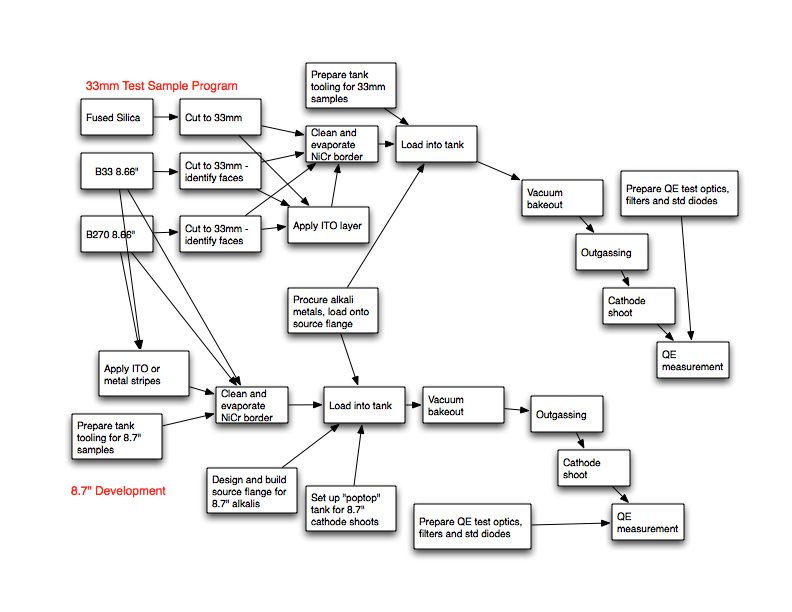 33mm Test Sample Program
Prepare tank
tooling for 33mm
samples
Fused Silica
Cut to 33mm
Clean and
evaporate
NiCr border
Load into tank
B33 8.66"
Cut to 33mm -
identify faces
Vacuum
bakeout
Prepare QE test optics,
filters and std diodes
B270 8.66"
Cut to 33mm -
identify faces
Apply ITO layer
Outgassing
Procure alkali
metals, load onto
source flange
Cathode
shoot
QE
measurement
Apply ITO or
metal stripes
Clean and
evaporate
NiCr border
Load into tank
Vacuum
bakeout
Outgassing
Prepare tank
tooling for 8.7"
samples
Cathode
shoot
8.7" Development
Design and build
source flange for
8.7" alkalis
Set up "poptop"
tank for 8.7"
cathode shoots
Prepare QE test optics,
filters and std diodes
QE
measurement